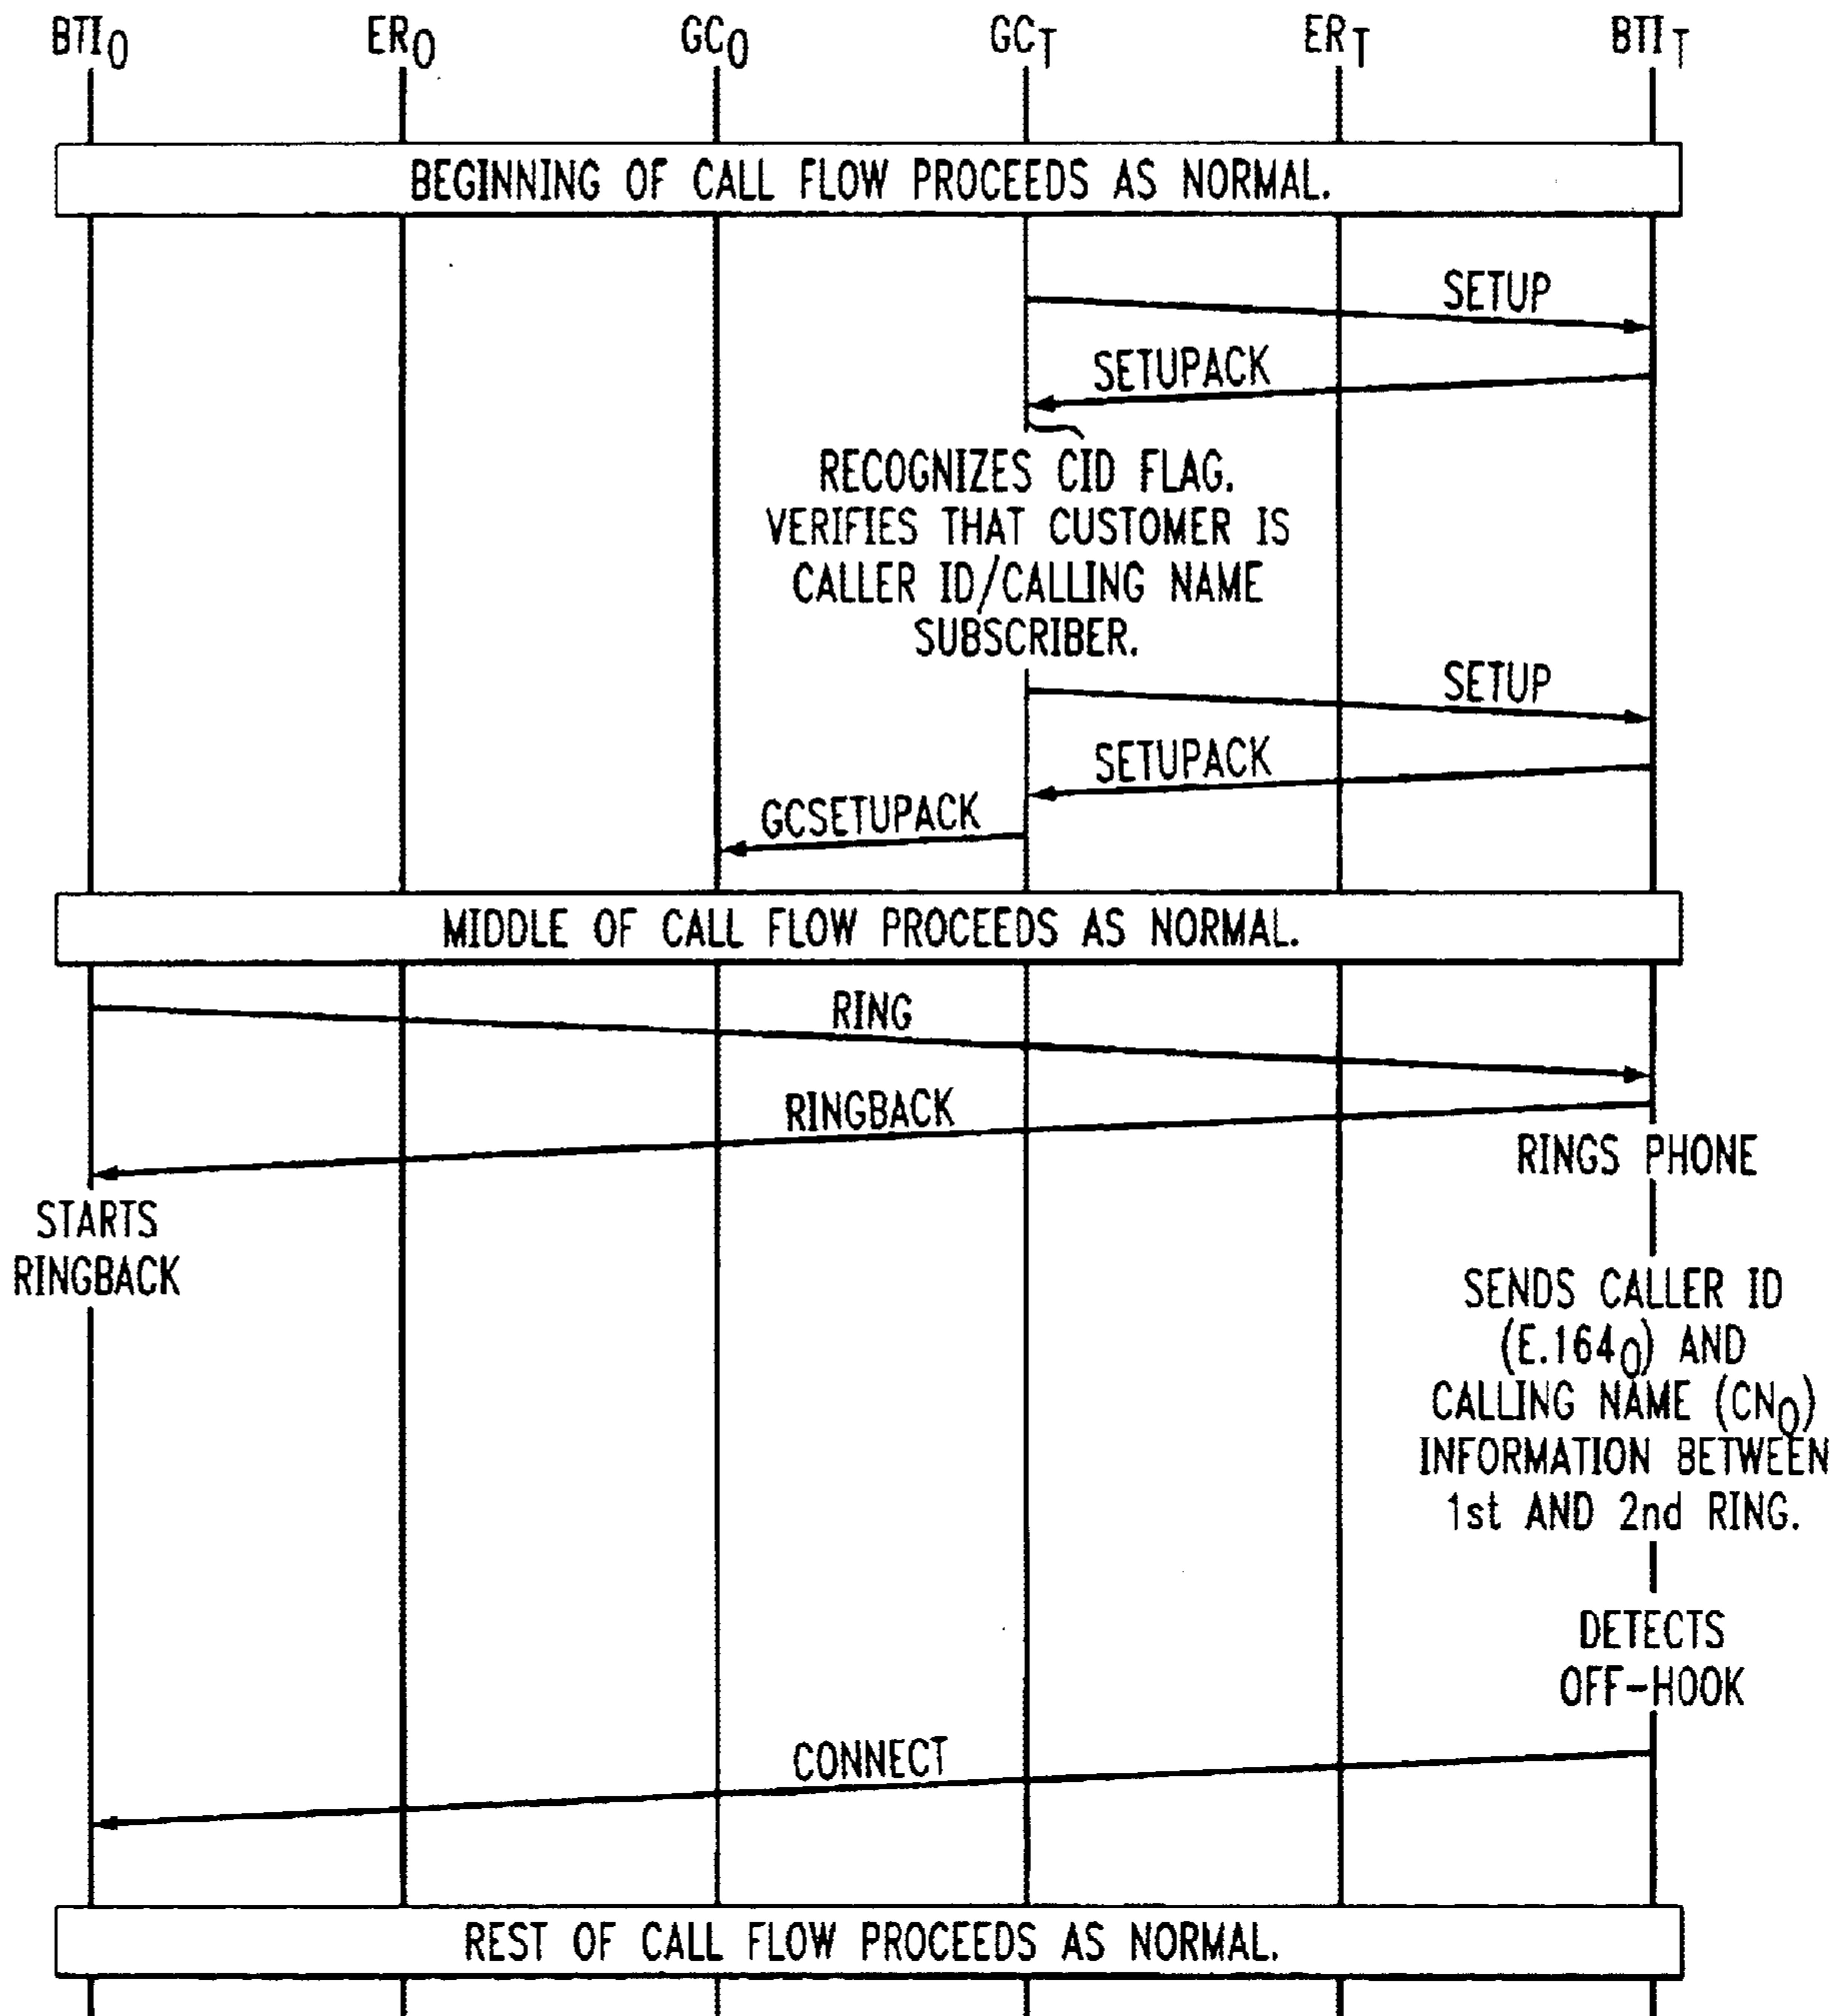 BTI₀ ER₀ GC₀ GC_T ER_T BTI_T
BEGINNING OF CALL FLOW PROCEEDS AS NORMAL.
SETUP
SETUPACK
RECOGNIZES CID FLAG.
VERIFIES THAT CUSTOMER IS
CALLER ID/CALLING NAME
SUBSCRIBER.
SETUP
SETUPACK
GCSETUPACK
MIDDLE OF CALL FLOW PROCEEDS AS NORMAL.
RING
RINGBACK
RINGS PHONE
STARTS
RINGBACK
SENDS CALLER ID
(E.164₀) AND
CALLING NAME (CN₀)
INFORMATION BETWEEN
1st AND 2nd RING.
DETECTS
OFF-HOOK
CONNECT
REST OF CALL FLOW PROCEEDS AS NORMAL.